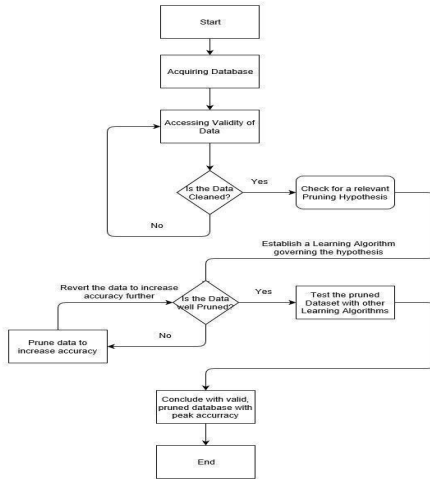 Start
Acquiring Database
Accessing Validity of
Data
Is the Data
Cleaned?
Yes
Check for a relevant
Pruning Hypothesis
No
Establish a Learning Algorithm
governing the hypothesis
Revert the data to increase
accuracy further
Is the Data
well Pruned?
Yes
Test the pruned
Dataset with other
Learning Algorithms
No
Prune data to
increase accuracy
Conclude with valid,
pruned database with
peak accurracy
End